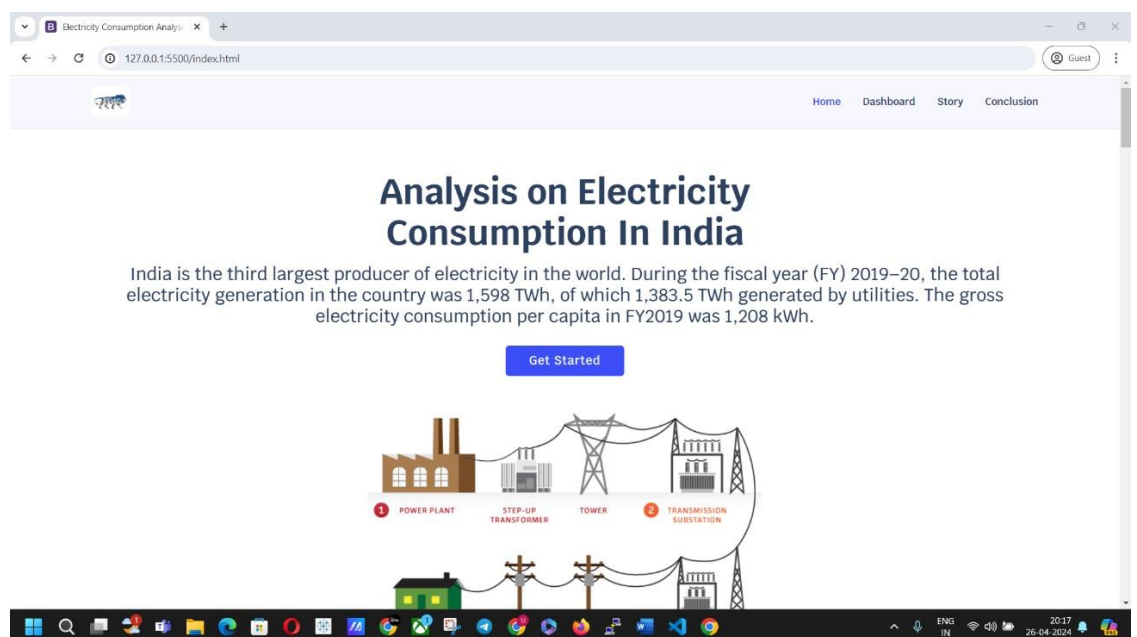 Electricity Consumption Analys
127.0.0.1:5500/index.html
Guest
Home Dashboard Story Conclusion
Analysis on Electricity
Consumption In India
India is the third largest producer of electricity in the world. During the fiscal year (FY) 2019–20, the total
electricity generation in the country was 1,598 TWh, of which 1,383.5 TWh generated by utilities. The gross
electricity consumption per capita in FY2019 was 1,208 kWh.
Get Started
1 POWER PLANT
STEP-UP
TRANSFORMER
TOWER
2 TRANSMISSION
SUBSTATION
ENG
IN
20:17
26-04-2024